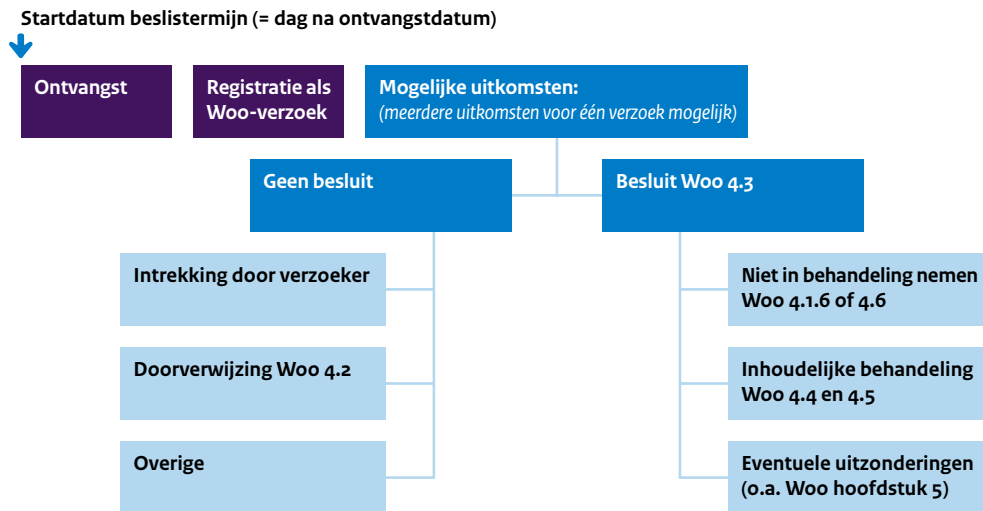 Startdatum beslistermijn (= dag na ontvangstdatum)
Ontvangst
Registratie als
Woo-verzoek
Mogelijke uitkomsten:
(meerdere uitkomsten voor één verzoek mogelijk)
Geen besluit
Besluit Woo 4.3
Intrekking door verzoeker
Doorverwijzing Woo 4.2
Overige
Niet in behandeling nemen
Woo 4.1.6 of 4.6
Inhoudelijke behandeling
Woo 4.4 en 4.5
Eventuele uitzonderingen
(o.a. Woo hoofdstuk 5)